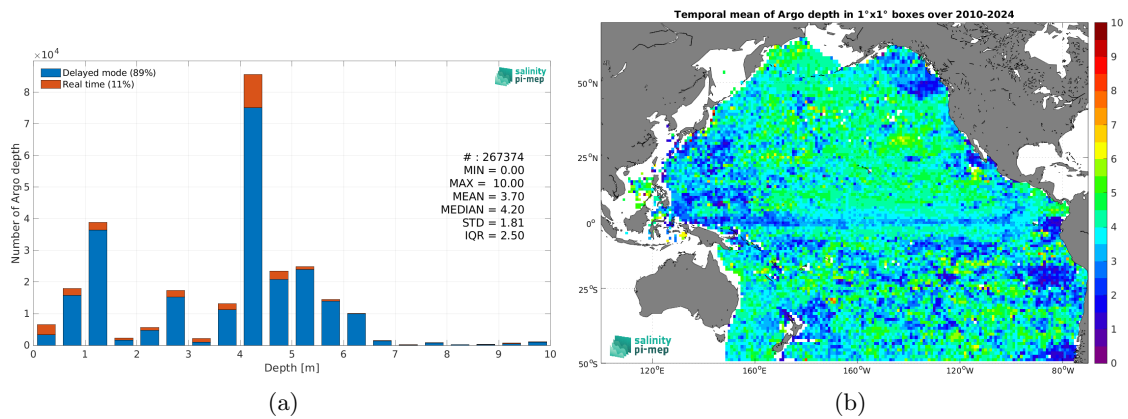 ×10⁴
Delayed mode (89%)
Real time (11%)
salinity
pi-mep
# : 267374
MIN = 0.00
MAX = 10.00
MEAN = 3.70
MEDIAN = 4.20
STD = 1.81
IQR = 2.50
Number of Argo depth
8
7
6
5
4
3
2
1
0
0 1 2 3 4 5 6 7 8 9 10
Depth [m]
(a)
Temporal mean of Argo depth in 1°x1° boxes over 2010-2024
50°N
25°N
0°
25°S
50°S
120°E
160°E
160°W
120°W
80°W
salinity
pi-mep
10
9
8
7
6
5
4
3
2
1
0
(b)